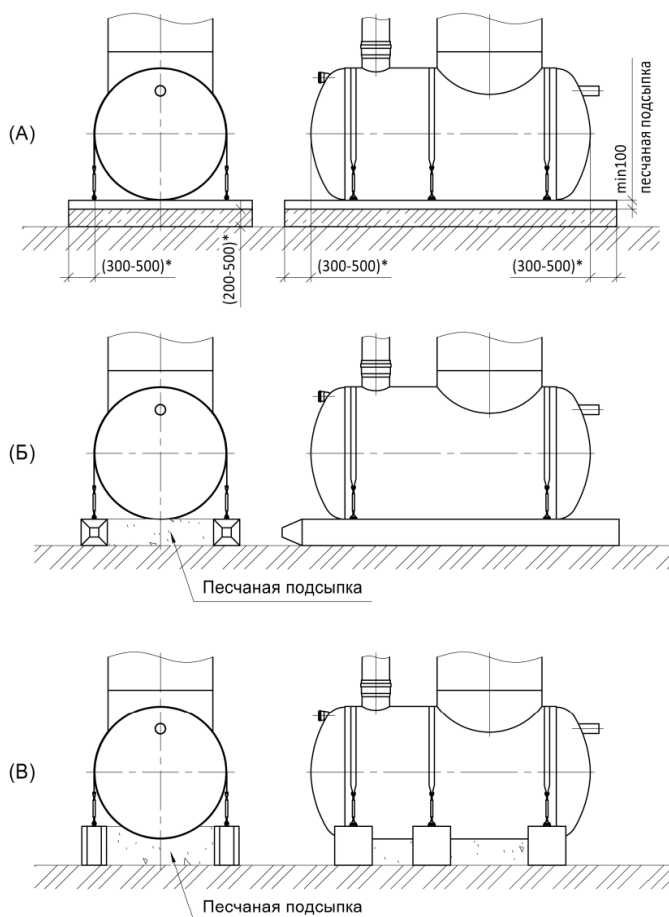 (А)
min100
песчаная подсыпка
(300-500)*
(200-500)*
(300-500)*
(300-500)*
(Б)
Песчаная подсыпка
(В)
Песчаная подсыпка